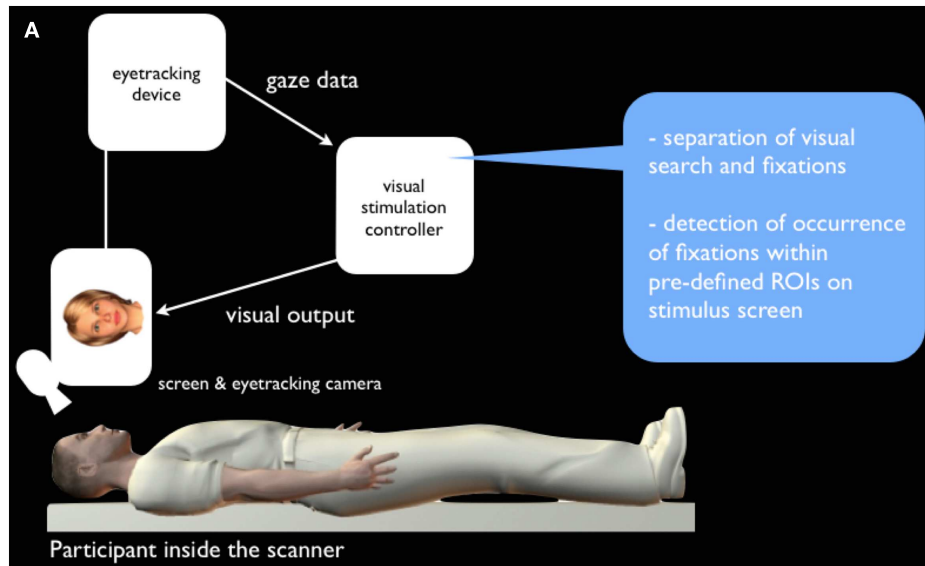 A
eyetracking
device
gaze data
visual
stimulation
controller
- separation of visual
search and fixations
- detection of occurrence
of fixations within
pre-defined ROIs on
stimulus screen
visual output
screen & eyetracking camera
Participant inside the scanner